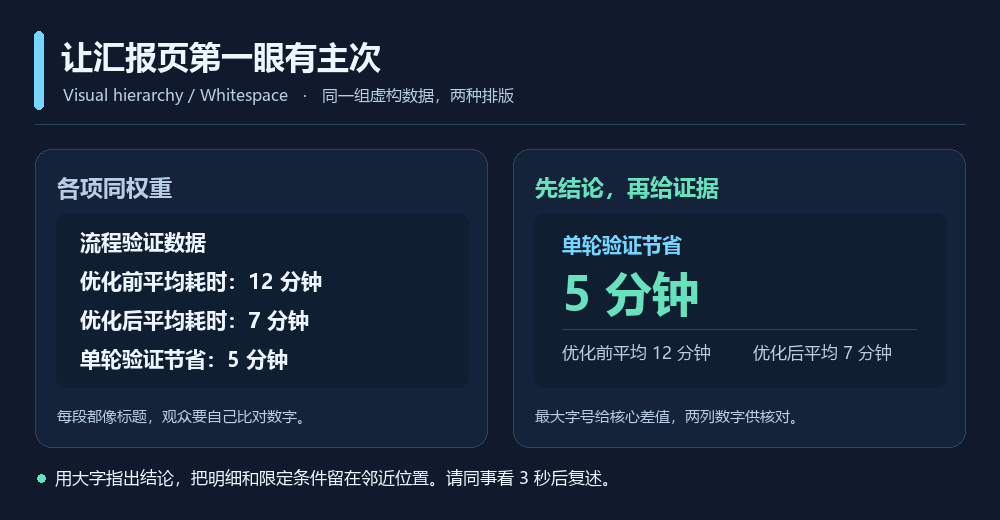 让汇报页第一眼有主次
Visual hierarchy / Whitespace · 同一组虚构数据，两种排版
各项同权重
流程验证数据
优化前平均耗时：12 分钟
优化后平均耗时：7 分钟
单轮验证节省：5 分钟
每段都像标题，观众要自己比对数字。
先结论，再给证据
单轮验证节省
5 分钟
优化前平均 12 分钟 优化后平均 7 分钟
最大字号给核心差值，两列数字供核对。
用大字指出结论，把明细和限定条件留在邻近位置。请同事看 3 秒后复述。